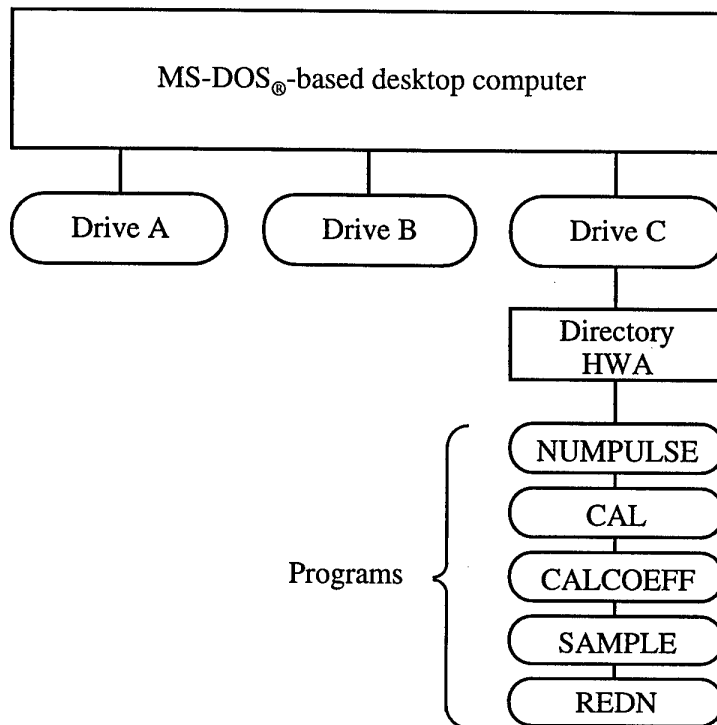 MS-DOS®-based desktop computer
Drive A
Drive B
Drive C
Directory
HWA
NUMPULSE
CAL
Programs
CALCOEFF
SAMPLE
REDN